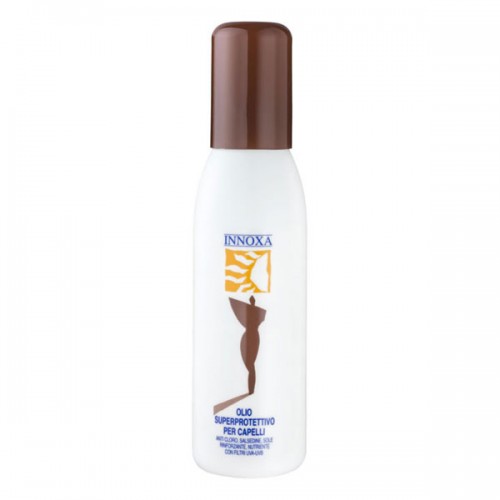 INNOXA
OLIO
SUPERPROTETTIVO
PER CAPELLI
ANTI CLORO, SALSEDINE, SOLE
RINFORZANTE, NUTRIENTE
CON FILTRI UVA-UVB